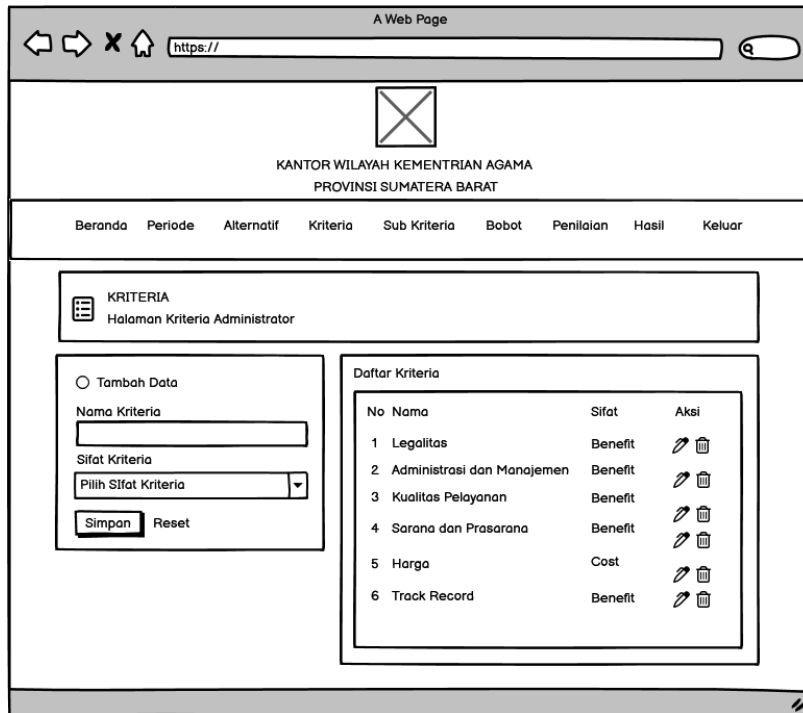 A Web Page
https://
KANTOR WILAYAH KEMENTRIAN AGAMA
PROVINSI SUMATERA BARAT
Beranda Periode Alternatif Kriteria Sub Kriteria Bobot Penilaian Hasil Keluar
KRITERIA
Halaman Kriteria Administrator
Tambah Data
Nama Kriteria
Sifat Kriteria
Pilih SIfat Kriteria
Simpan Reset
Daftar Kriteria
No Nama Sifat Aksi
1 Legalitas Benefit
2 Administrasi dan Manajemen Benefit
3 Kualitas Pelayanan Benefit
4 Sarana dan Prasarana Benefit
5 Harga Cost
6 Track Record Benefit